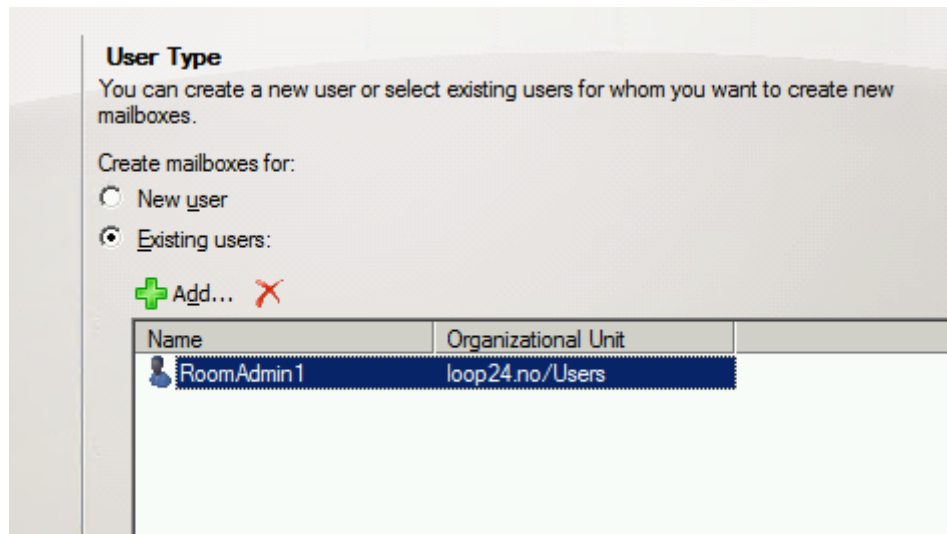 User Type
You can create a new user or select existing users for whom you want to create new
mailboxes.
Create mailboxes for:
New user
Existing users:
Add...
Name Organizational Unit
RoomAdmin1 loop24.no/Users